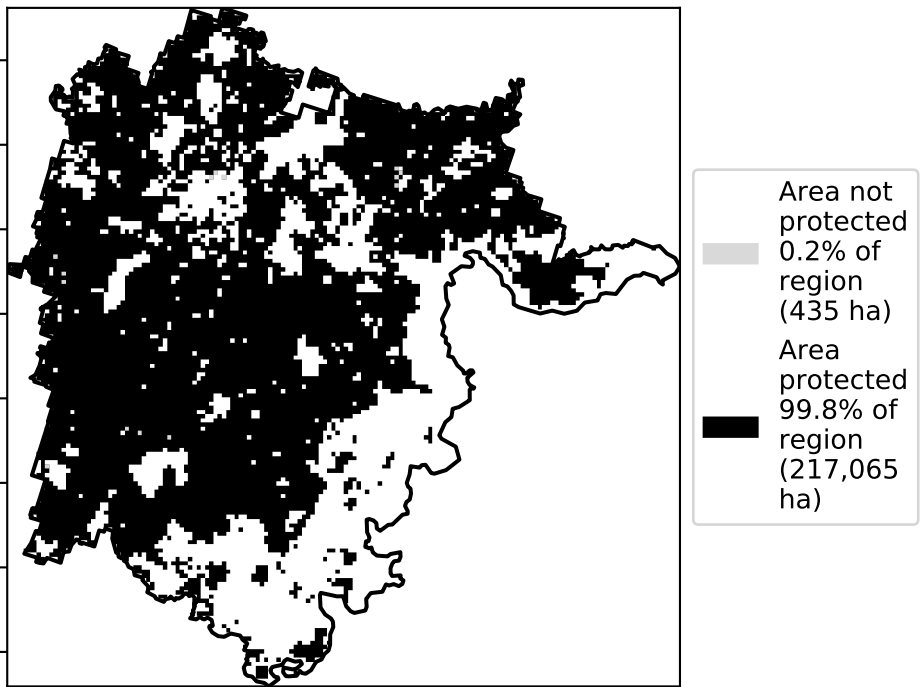 Area not
protected
0.2% of
region
(435 ha)
Area
protected
99.8% of
region
(217,065
ha)